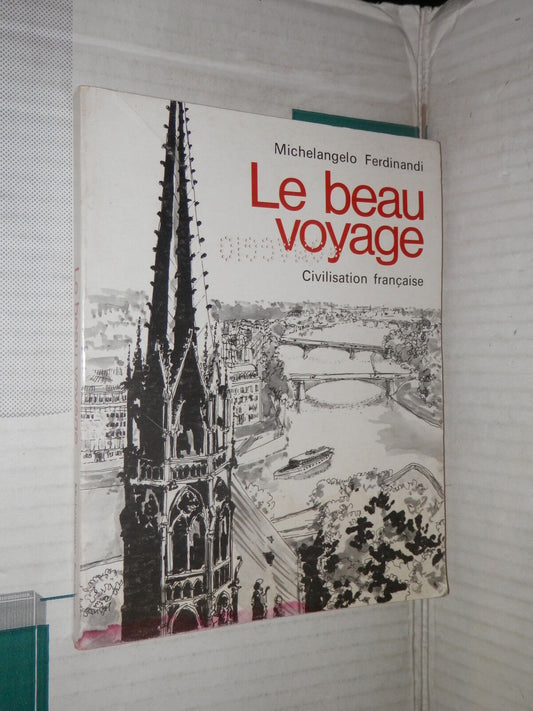 Michelangelo Ferdinandi
Le beau
voyage
Civilisation française